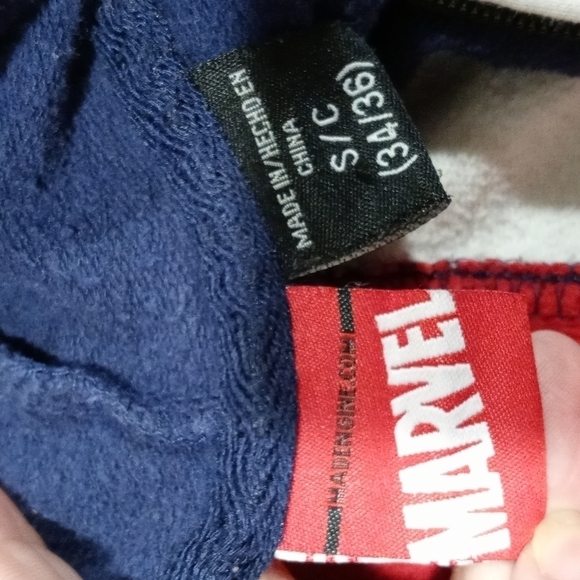 MADE IN/HECHO EN
CHINA
S/C
(34/36)
MADENGINE.COM
MARVEL